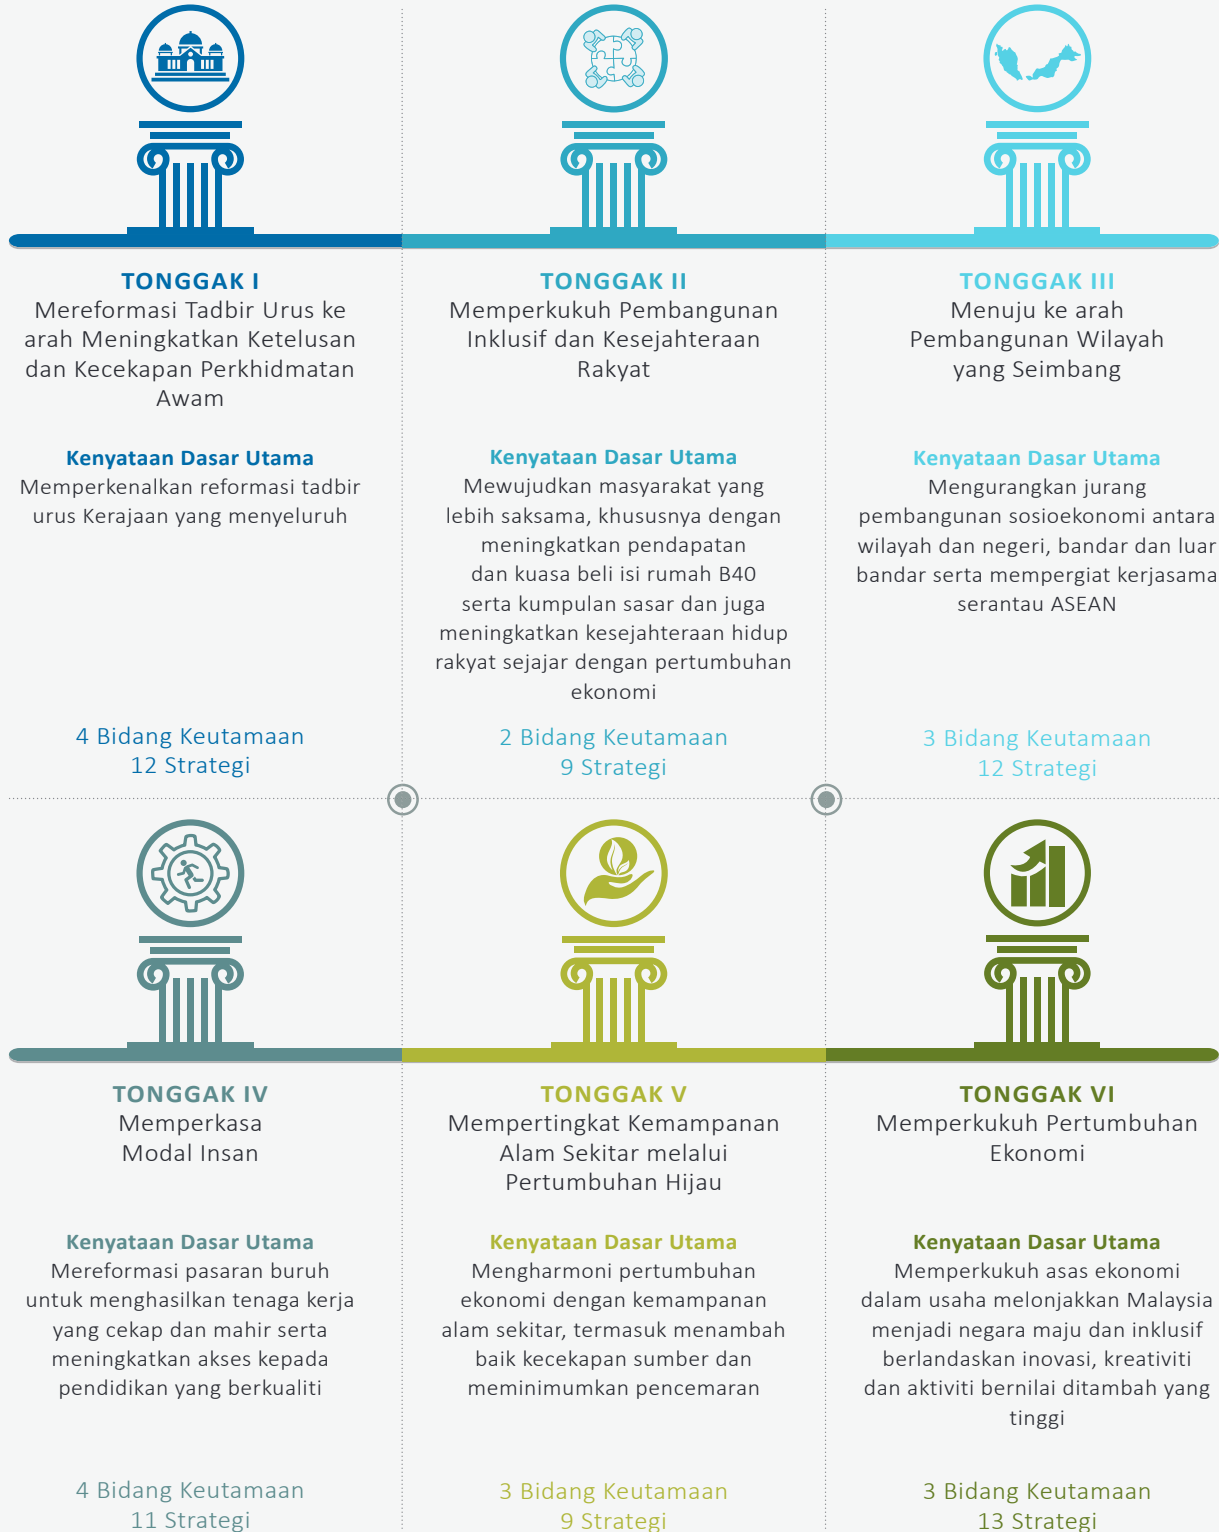 TONGGAK I
Mereformasi Tadbir Urus ke
arah Meningkatkan Ketelusan
dan Kecekapan Perkhidmatan
Awam
Kenyataan Dasar Utama
Memperkenalkan reformasi tadbir
urus Kerajaan yang menyeluruh
4 Bidang Keutamaan
12 Strategi
TONGGAK II
Memperkukuh Pembangunan
Inklusif dan Kesejahteraan
Rakyat
Kenyataan Dasar Utama
Mewujudkan masyarakat yang
lebih saksama, khususnya dengan
meningkatkan pendapatan
dan kuasa beli isi rumah B40
serta kumpulan sasar dan juga
meningkatkan kesejahteraan hidup
rakyat sejajar dengan pertumbuhan
ekonomi
2 Bidang Keutamaan
9 Strategi
TONGGAK III
Menuju ke arah
Pembangunan Wilayah
yang Seimbang
Kenyataan Dasar Utama
Mengurangkan jurang
pembangunan sosioekonomi antara
wilayah dan negeri, bandar dan luar
bandar serta mempergiat kerjasama
serantau ASEAN
3 Bidang Keutamaan
12 Strategi
TONGGAK IV
Memperkasa
Modal Insan
Kenyataan Dasar Utama
Mereformasi pasaran buruh
untuk menghasilkan tenaga kerja
yang cekap dan mahir serta
meningkatkan akses kepada
pendidikan yang berkualiti
4 Bidang Keutamaan
11 Strategi
TONGGAK V
Mempertingkat Kemampanan
Alam Sekitar melalui
Pertumbuhan Hijau
Kenyataan Dasar Utama
Mengharmoni pertumbuhan
ekonomi dengan kemampanan
alam sekitar, termasuk menambah
baik kecekapan sumber dan
meminimumkan pencemaran
3 Bidang Keutamaan
9 Strategi
TONGGAK VI
Memperkukuh Pertumbuhan
Ekonomi
Kenyataan Dasar Utama
Memperkukuh asas ekonomi
dalam usaha melonjakkan Malaysia
menjadi negara maju dan inklusif
berlandaskan inovasi, kreativiti
dan aktiviti bernilai ditambah yang
tinggi
3 Bidang Keutamaan
13 Strategi